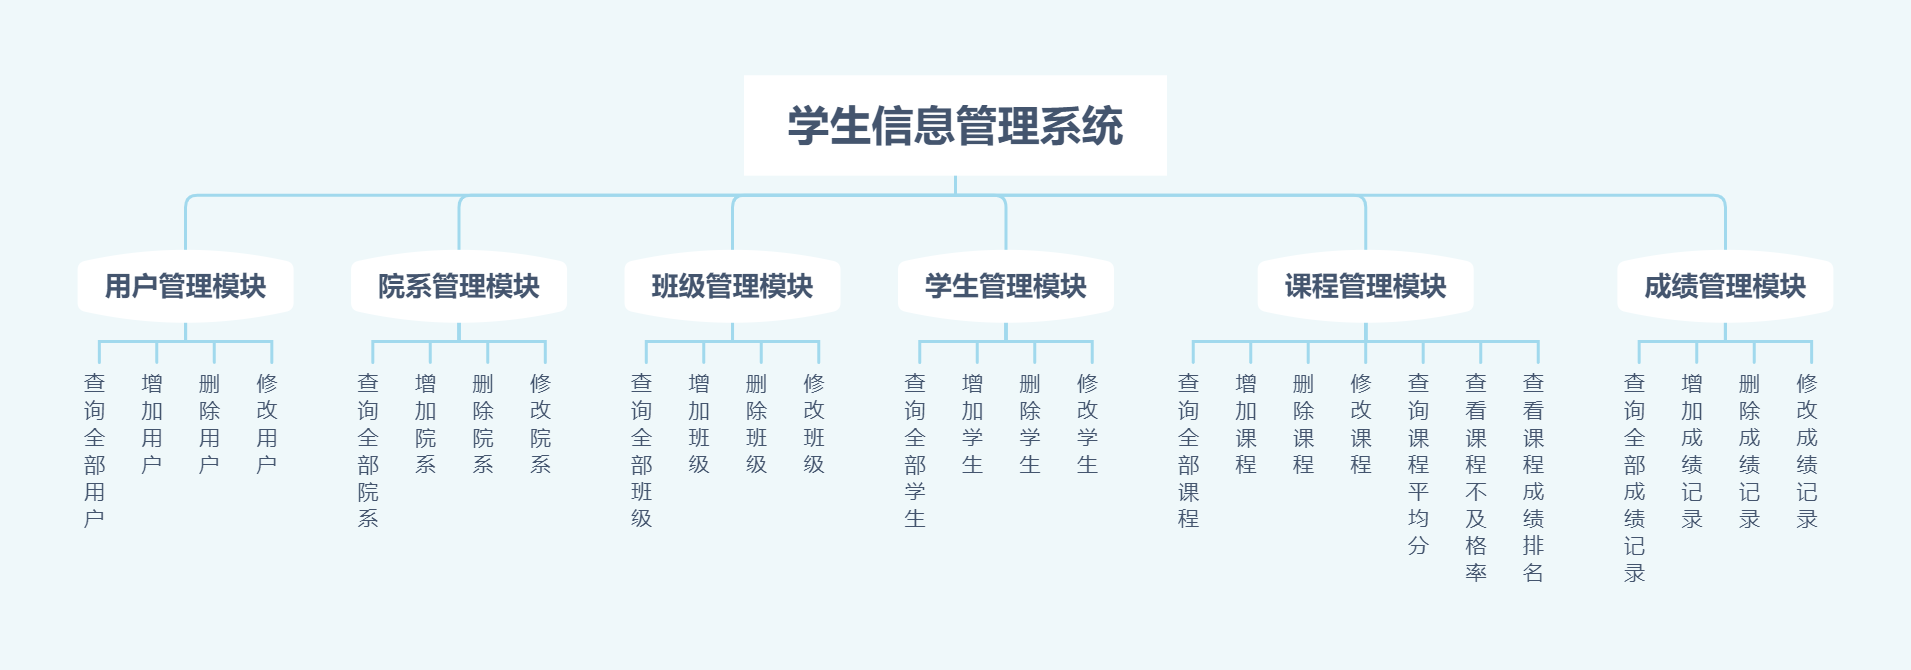 学生信息管理系统
用户管理模块
院系管理模块
班级管理模块
学生管理模块
课程管理模块
成绩管理模块
查询全部用户
增加用户
删除用户
修改用户
查询全部院系
增加院系
删除院系
修改院系
查询全部班级
增加班级
删除班级
修改班级
查询全部学生
增加学生
删除学生
修改学生
查询全部课程
增加课程
删除课程
修改课程
查询课程平均分
查看课程不及格率
查看课程成绩排名
查询全部成绩记录
增加成绩记录
删除成绩记录
修改成绩记录